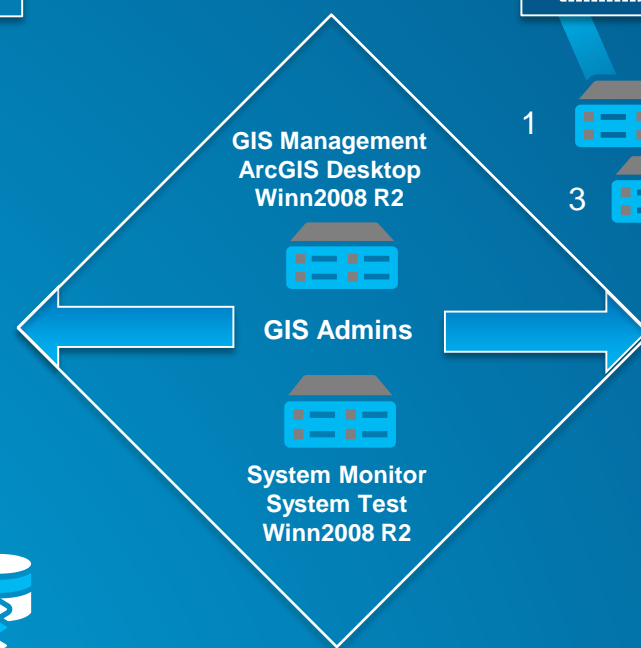 GIS Management
ArcGIS Desktop
Winn2008 R2
1
3
GIS Admins
System Monitor
System Test
Winn2008 R2